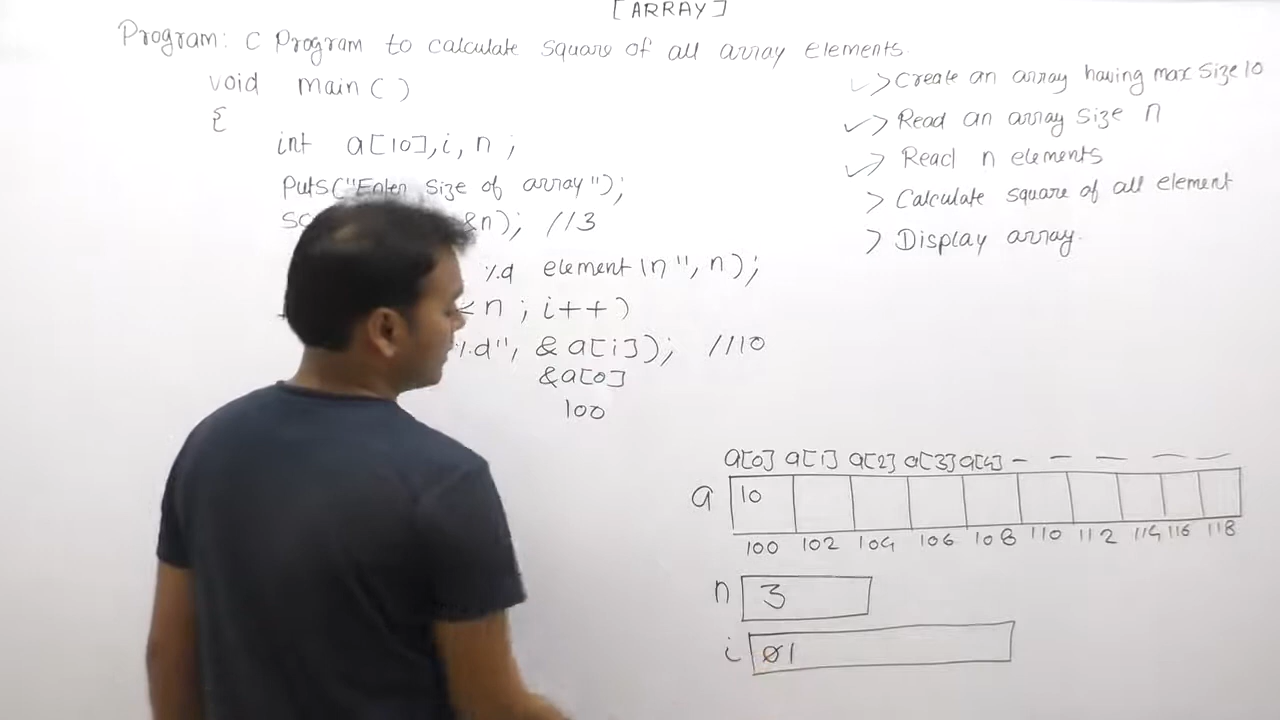 [ARRAY]
Program: C Program to calculate square of all array elements.
void main()
{
int a[10],i, n ;
puts("Enter size of array");
&n); //3
%d element\n", n);
< n ; i++)
%d", & a[i]); //10
&a[0]
100
> Create an array having max size 10
> Read an array size n
> Read n elements
> Calculate square of all element
> Display array.
a[0] a[1] a[2] a[3] a[4] — — — — —
a 10
100 102 104 106 108 110 112 114 116 118
n 3
i 0 1